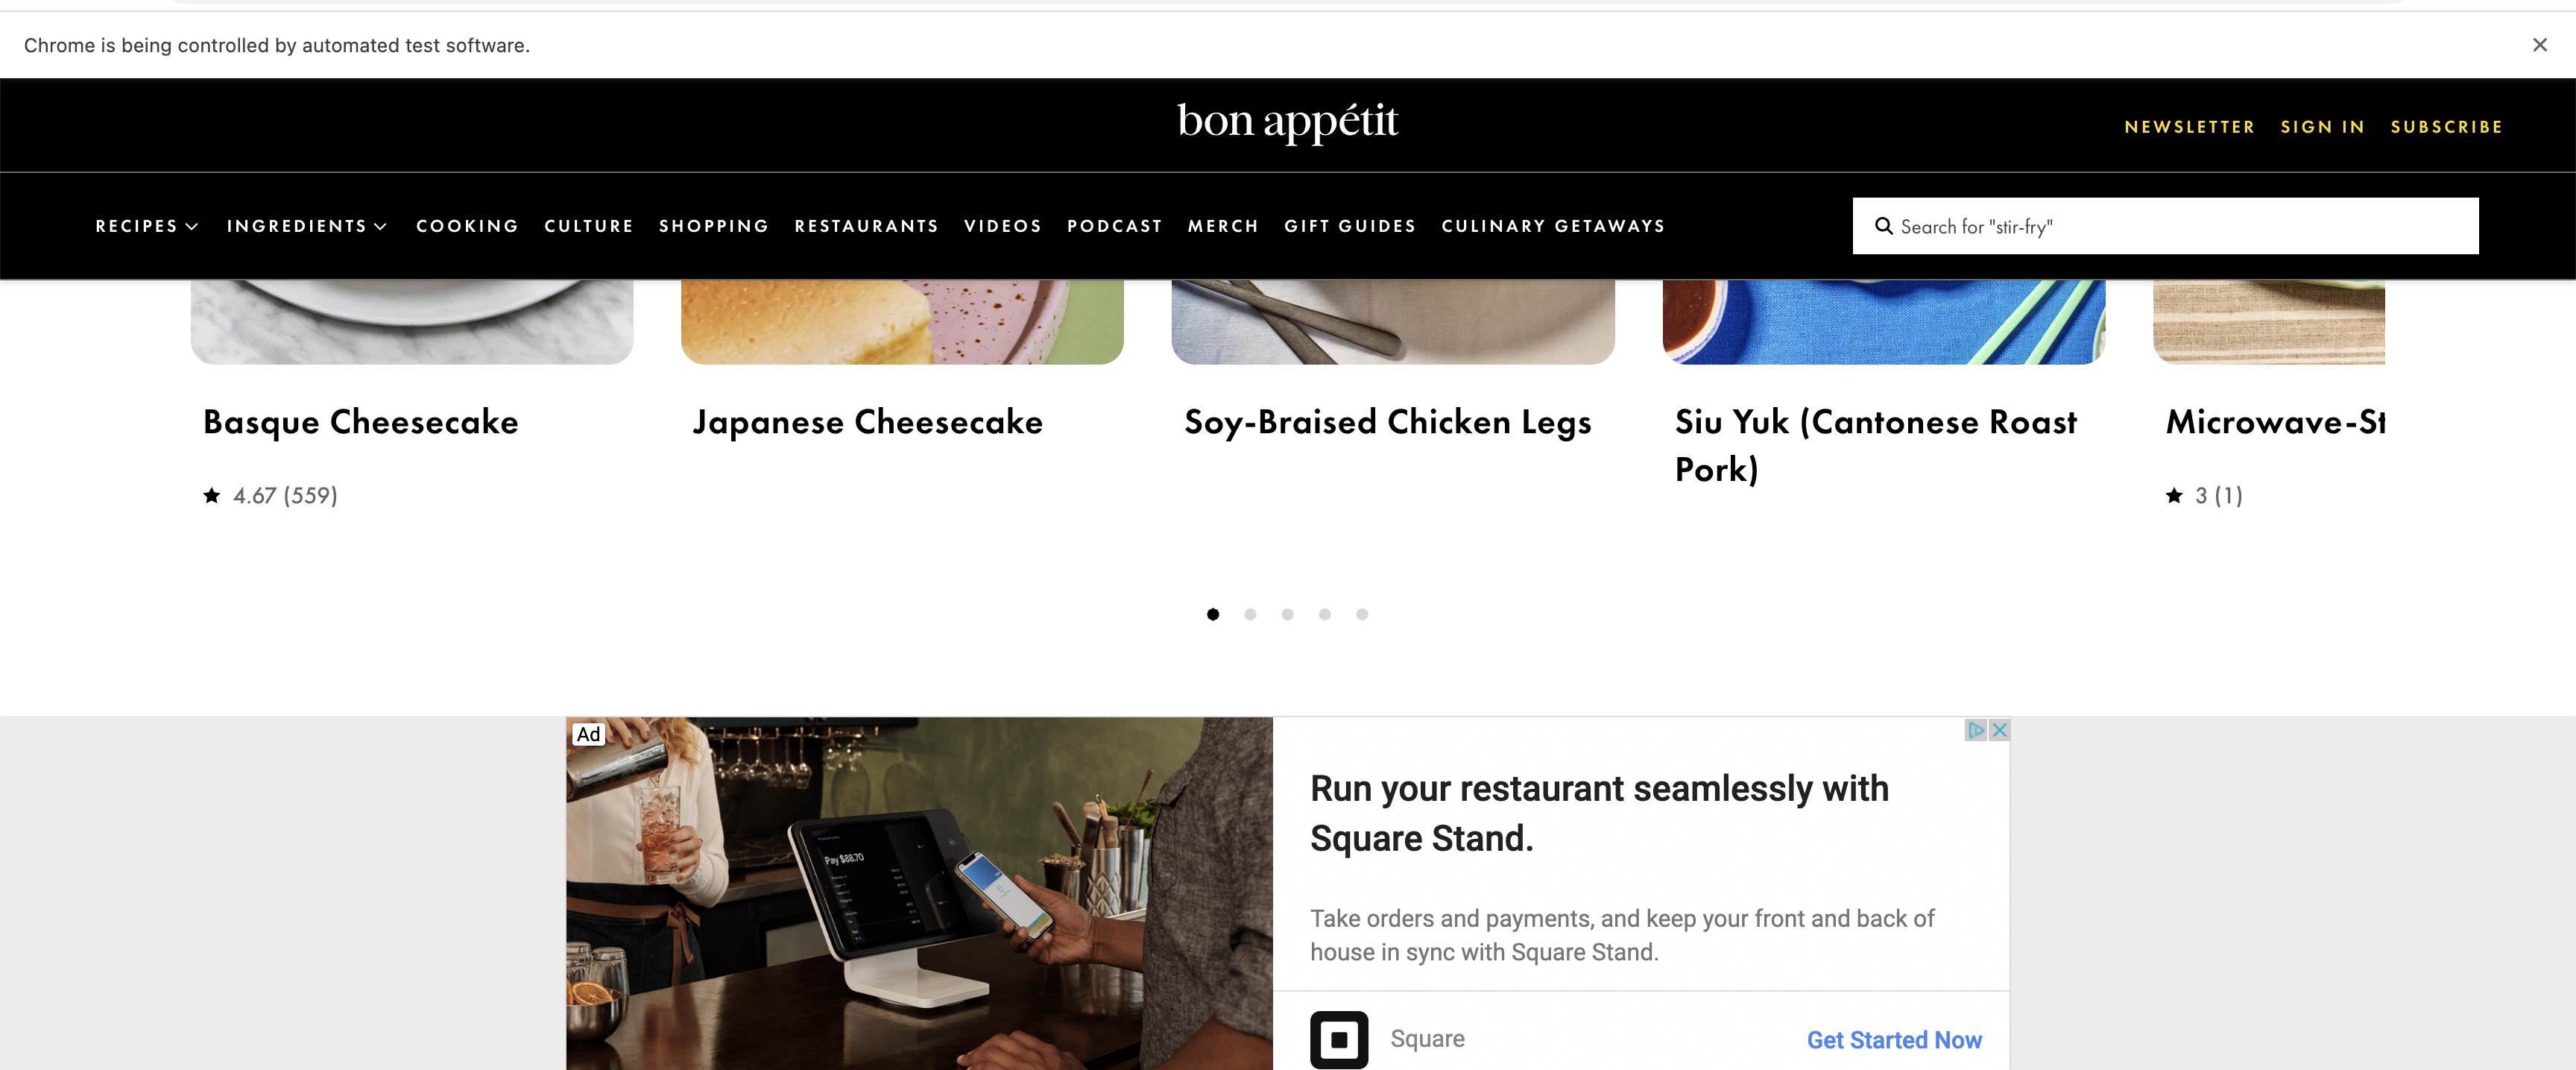 Chrome is being controlled by automated test software.
bon appétit
NEWSLETTER SIGN IN SUBSCRIBE
RECIPES INGREDIENTS COOKING CULTURE SHOPPING RESTAURANTS VIDEOS PODCAST MERCH GIFT GUIDES CULINARY GETAWAYS
Search for "stir-fry"
Basque Cheesecake
4.67 (559)
Japanese Cheesecake
Soy-Braised Chicken Legs
Siu Yuk (Cantonese Roast
Pork)
Microwave-St
3 (1)
Ad
Pay $88.70
Run your restaurant seamlessly with
Square Stand.
Take orders and payments, and keep your front and back of
house in sync with Square Stand.
Square
Get Started Now